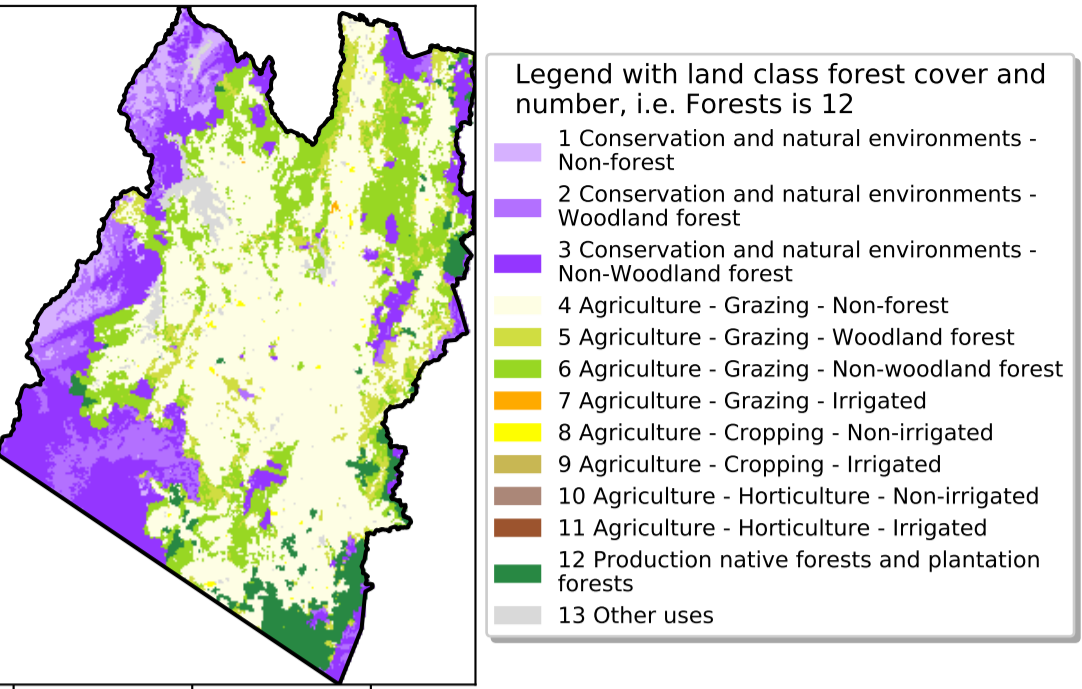 Legend with land class forest cover and
number, i.e. Forests is 12
1 Conservation and natural environments -
Non-forest
2 Conservation and natural environments -
Woodland forest
3 Conservation and natural environments -
Non-Woodland forest
4 Agriculture - Grazing - Non-forest
5 Agriculture - Grazing - Woodland forest
6 Agriculture - Grazing - Non-woodland forest
7 Agriculture - Grazing - Irrigated
8 Agriculture - Cropping - Non-irrigated
9 Agriculture - Cropping - Irrigated
10 Agriculture - Horticulture - Non-irrigated
11 Agriculture - Horticulture - Irrigated
12 Production native forests and plantation
forests
13 Other uses